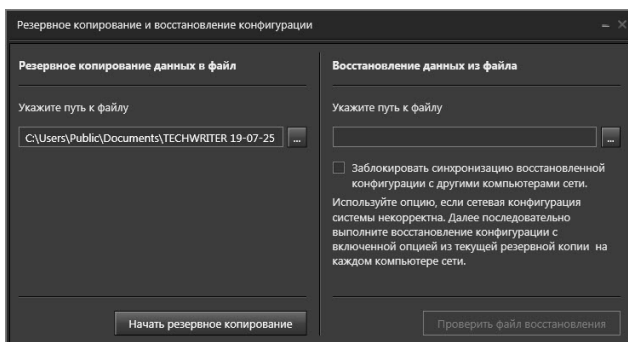 Резервное копирование и восстановление конфигурации
Резервное копирование данных в файл
Укажите путь к файлу
C:\Users\Public\Documents\TECHWRITER 19-07-25
...
Начать резервное копирование
Восстановление данных из файла
Укажите путь к файлу
...
Заблокировать синхронизацию восстановленной
конфигурации с другими компьютерами сети.
Используйте опцию, если сетевая конфигурация
системы некорректна. Далее последовательно
выполните восстановление конфигурации с
включенной опцией из текущей резервной копии на
каждом компьютере сети.
Проверить файл восстановления